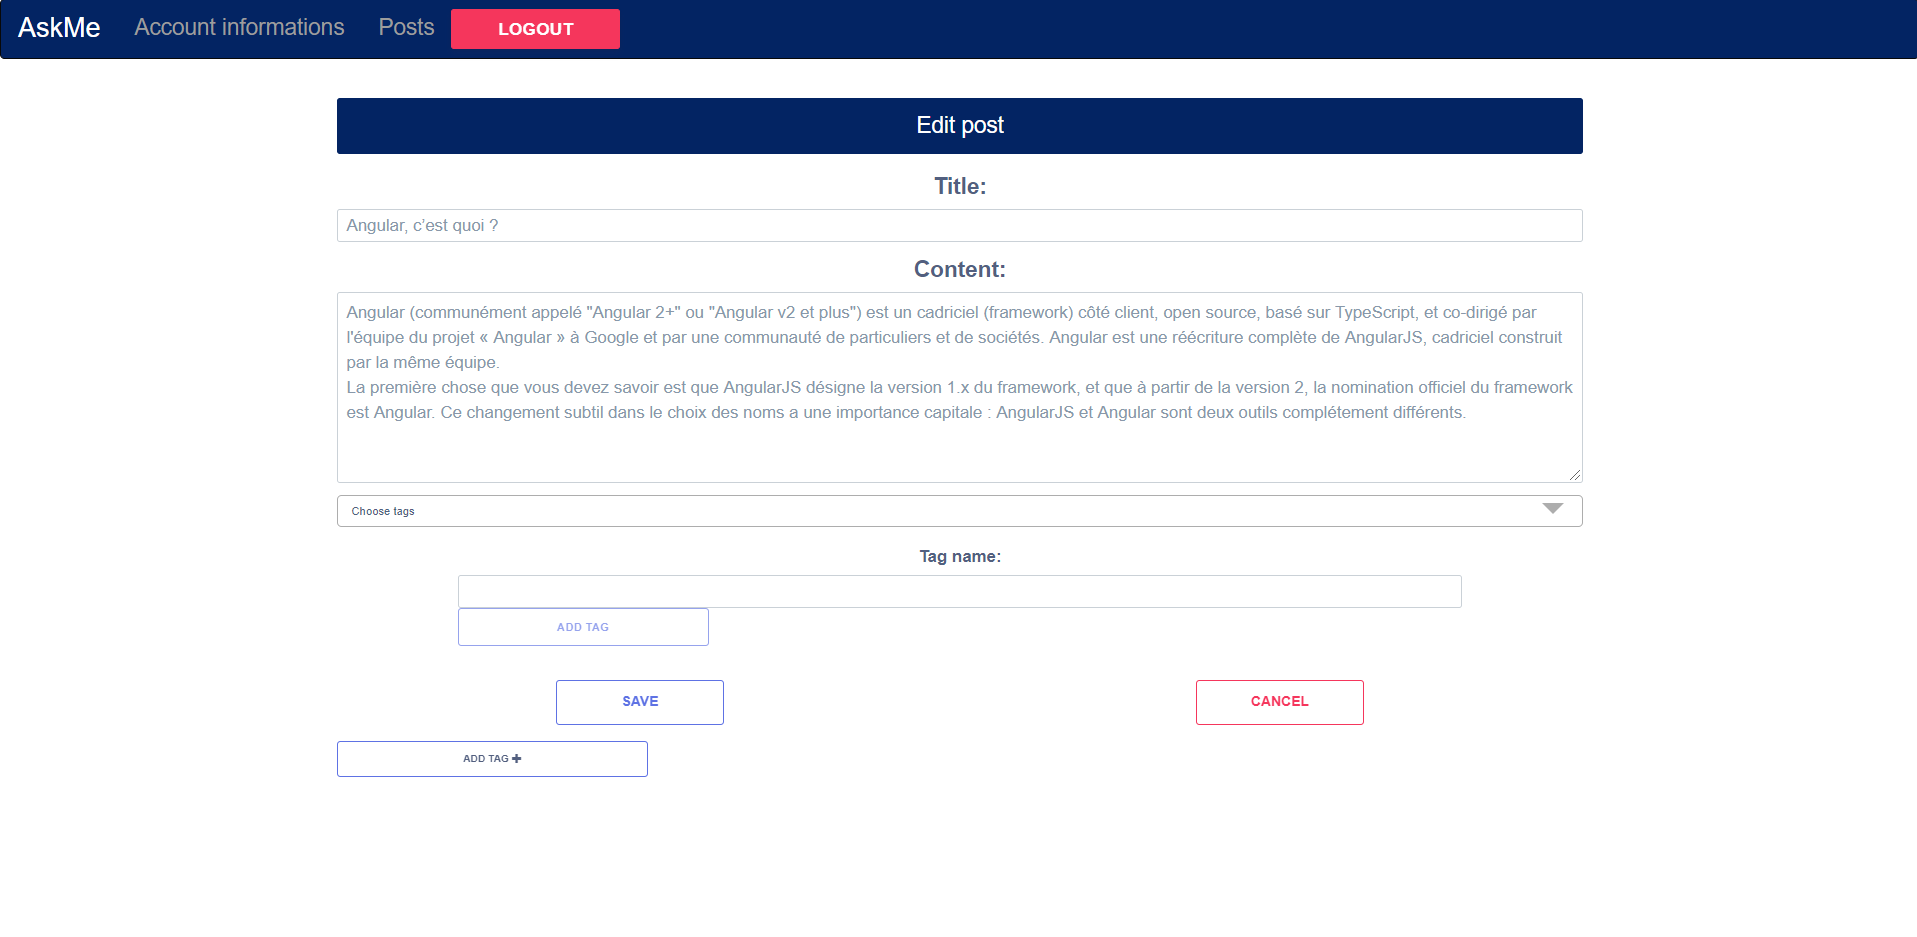 AskMe Account informations Posts LOGOUT
Edit post
Title:
Angular, c'est quoi ?
Content:
Angular (communément appelé "Angular 2+" ou "Angular v2 et plus") est un cadriciel (framework) côté client, open source, basé sur TypeScript, et co-dirigé par
l'équipe du projet « Angular » à Google et par une communauté de particuliers et de sociétés. Angular est une réécriture complète de AngularJS, cadriciel construit
par la même équipe.
La première chose que vous devez savoir est que AngularJS désigne la version 1.x du framework, et que à partir de la version 2, la nomination officiel du framework
est Angular. Ce changement subtil dans le choix des noms a une importance capitale : AngularJS et Angular sont deux outils complétement différents.
Choose tags
Tag name:
ADD TAG
SAVE CANCEL
ADD TAG